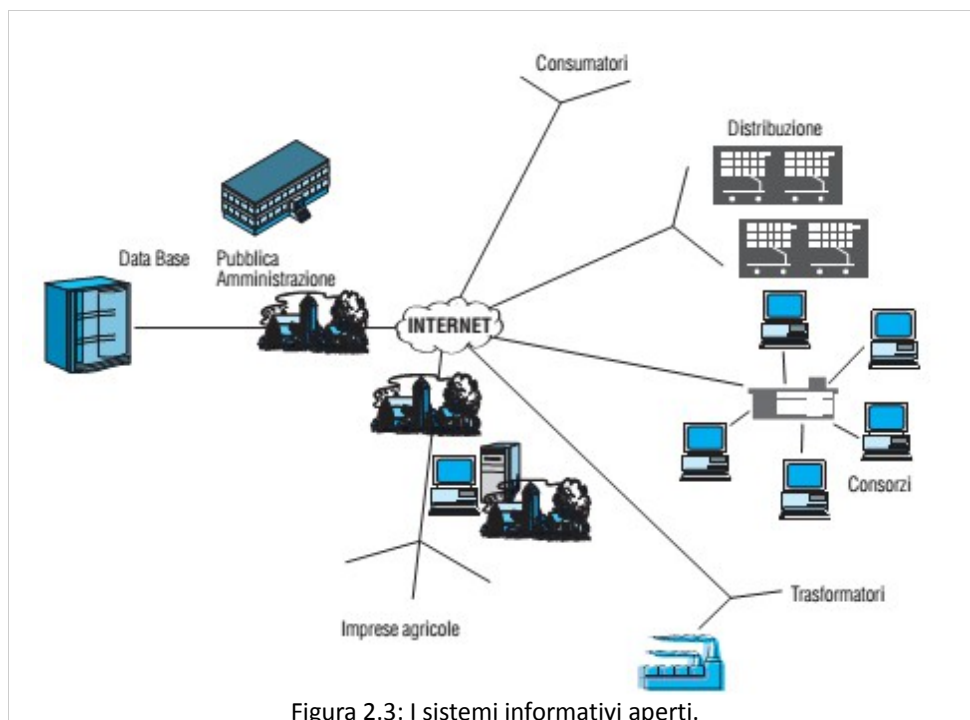 Consumatori
Distribuzione
Data Base
Pubblica
Amministrazione
INTERNET
Consorzi
Trasformatori
Imprese agricole
Figura 2.3: I sistemi informativi aperti.